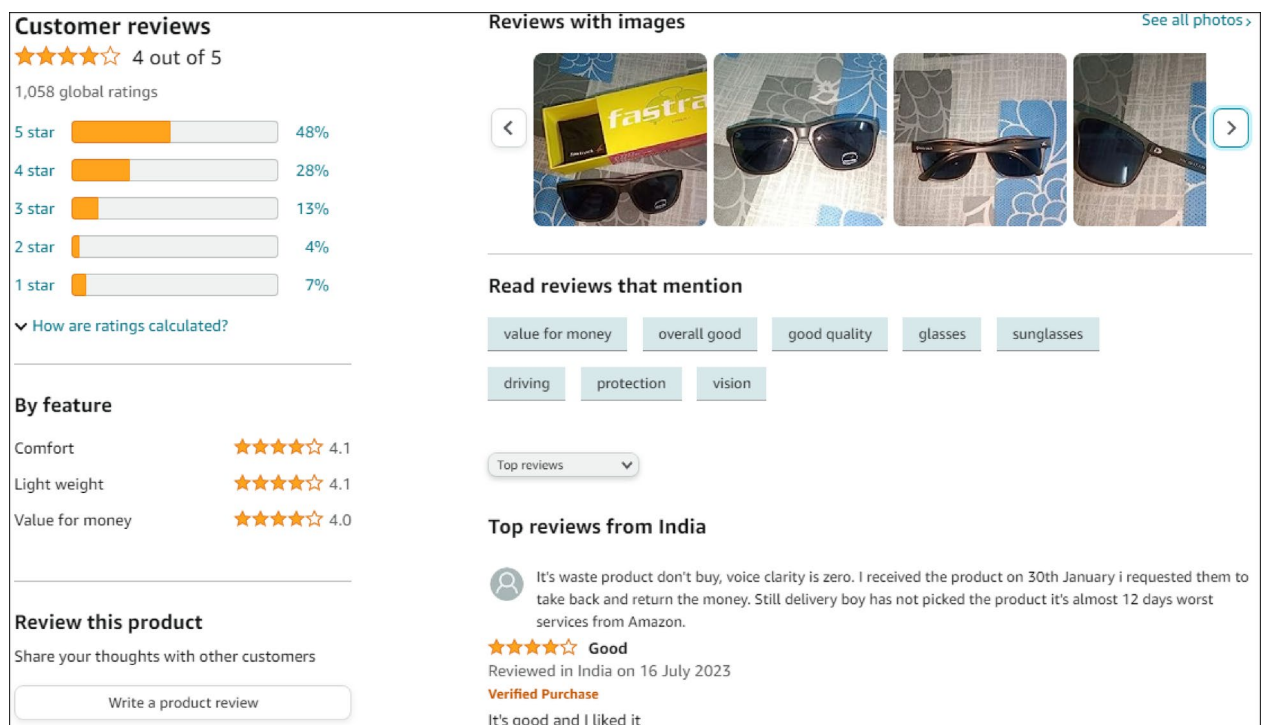 Customer reviews
4 out of 5
1,058 global ratings
5 star 48%
4 star 28%
3 star 13%
2 star 4%
1 star 7%
How are ratings calculated?
By feature
Comfort 4.1
Light weight 4.1
Value for money 4.0
Review this product
Share your thoughts with other customers
Write a product review
Reviews with images
See all photos
fastra
Read reviews that mention
value for money overall good good quality glasses sunglasses
driving protection vision
Top reviews
Top reviews from India
It's waste product don't buy, voice clarity is zero. I received the product on 30th January i requested them to
take back and return the money. Still delivery boy has not picked the product it's almost 12 days worst
services from Amazon.
Good
Reviewed in India on 16 July 2023
Verified Purchase
It's good and I liked it